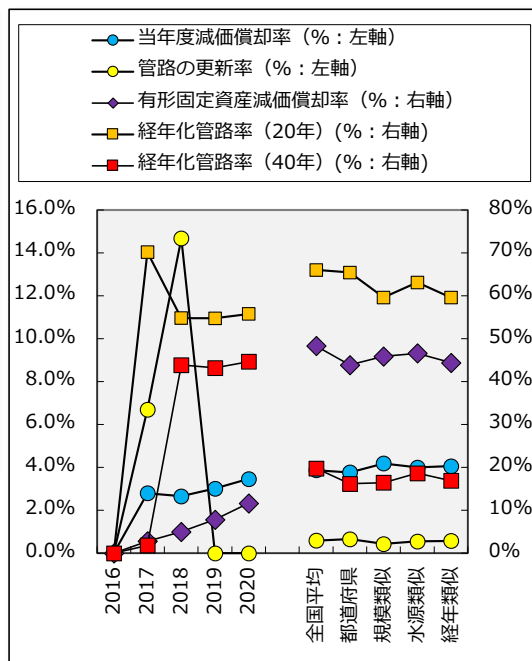 当年度減価償却率（%：左軸）
管路の更新率（%：左軸）
有形固定資産減価償却率（%：右軸）
経年化管路率（20年）(%：右軸)
経年化管路率（40年）(%：右軸)
16.0%
14.0%
12.0%
10.0%
8.0%
6.0%
4.0%
2.0%
0.0%
80%
70%
60%
50%
40%
30%
20%
10%
0%
2016
2017
2018
2019
2020
全国平均
都道府県
規模類似
水源類似
経年類似